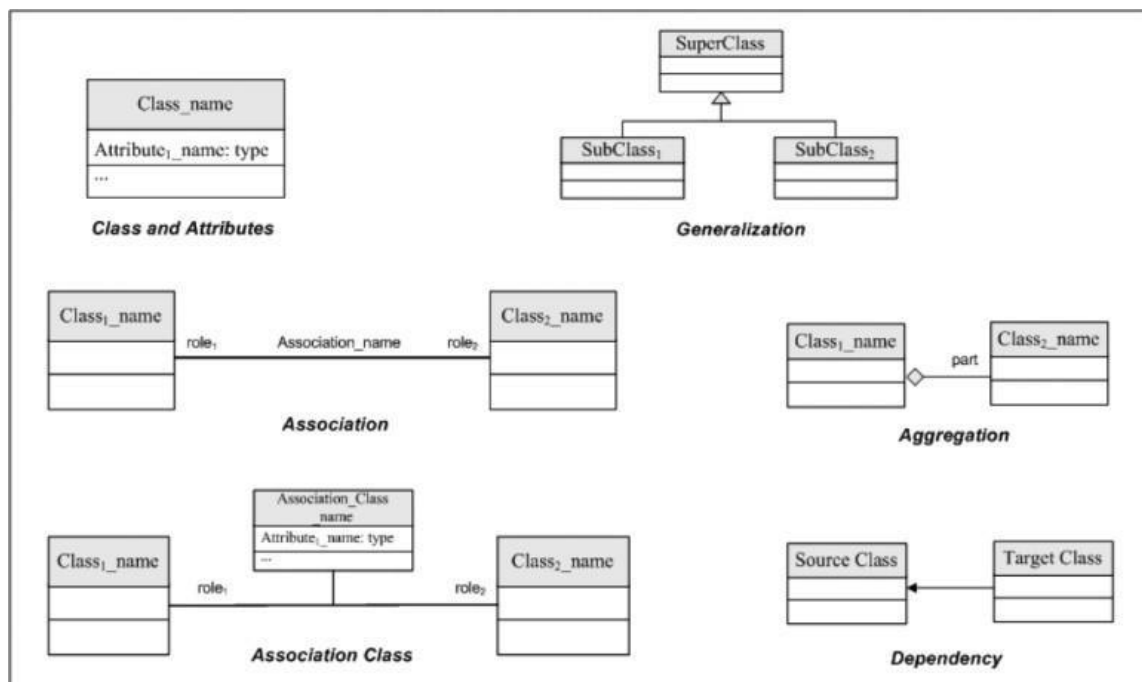 SuperClass
Class_name
Attribute₁_name: type
...
SubClass₁
SubClass₂
Class and Attributes
Generalization
Class₁_name
role₁
Association_name
role₂
Class₂_name
Association
Class₁_name
part
Class₂_name
Aggregation
Association_Class
_name
Attribute₁_name: type
...
Class₁_name
role₁
role₂
Class₂_name
Association Class
Source Class
Target Class
Dependency